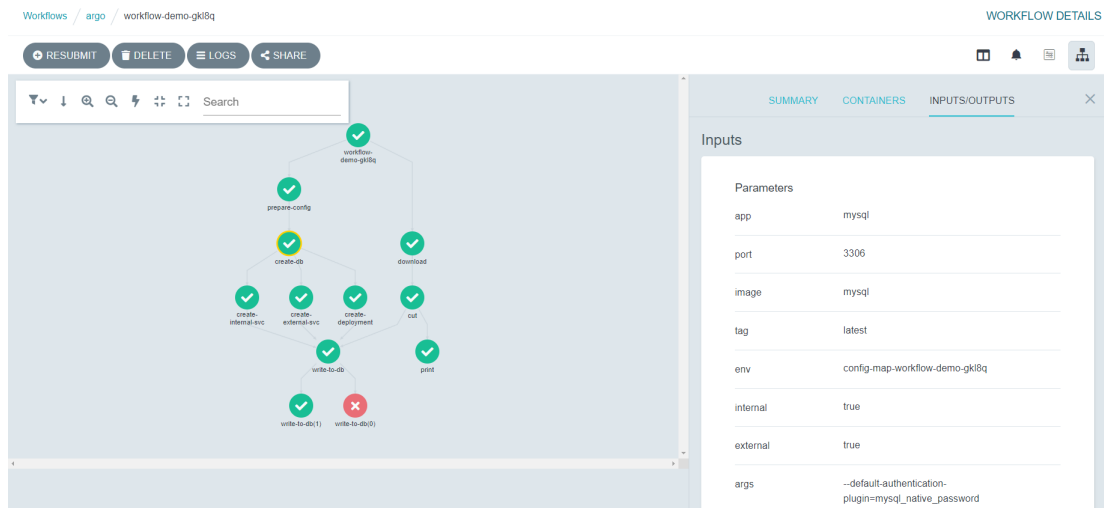 Workflows / argo / workflow-demo-gkl8q
WORKFLOW DETAILS
RESUBMIT DELETE LOGS SHARE
Search
SUMMARY CONTAINERS INPUTS/OUTPUTS
workflow-
demo-gkl8q
prepare-config
create-db
download
create-
internal-svc
create-
external-svc
create-
deployment
cut
write-to-db
print
write-to-db(1)
write-to-db(0)
Inputs
Parameters
app mysql
port 3306
image mysql
tag latest
env config-map-workflow-demo-gkl8q
internal true
external true
args --default-authentication-
plugin=mysql_native_password